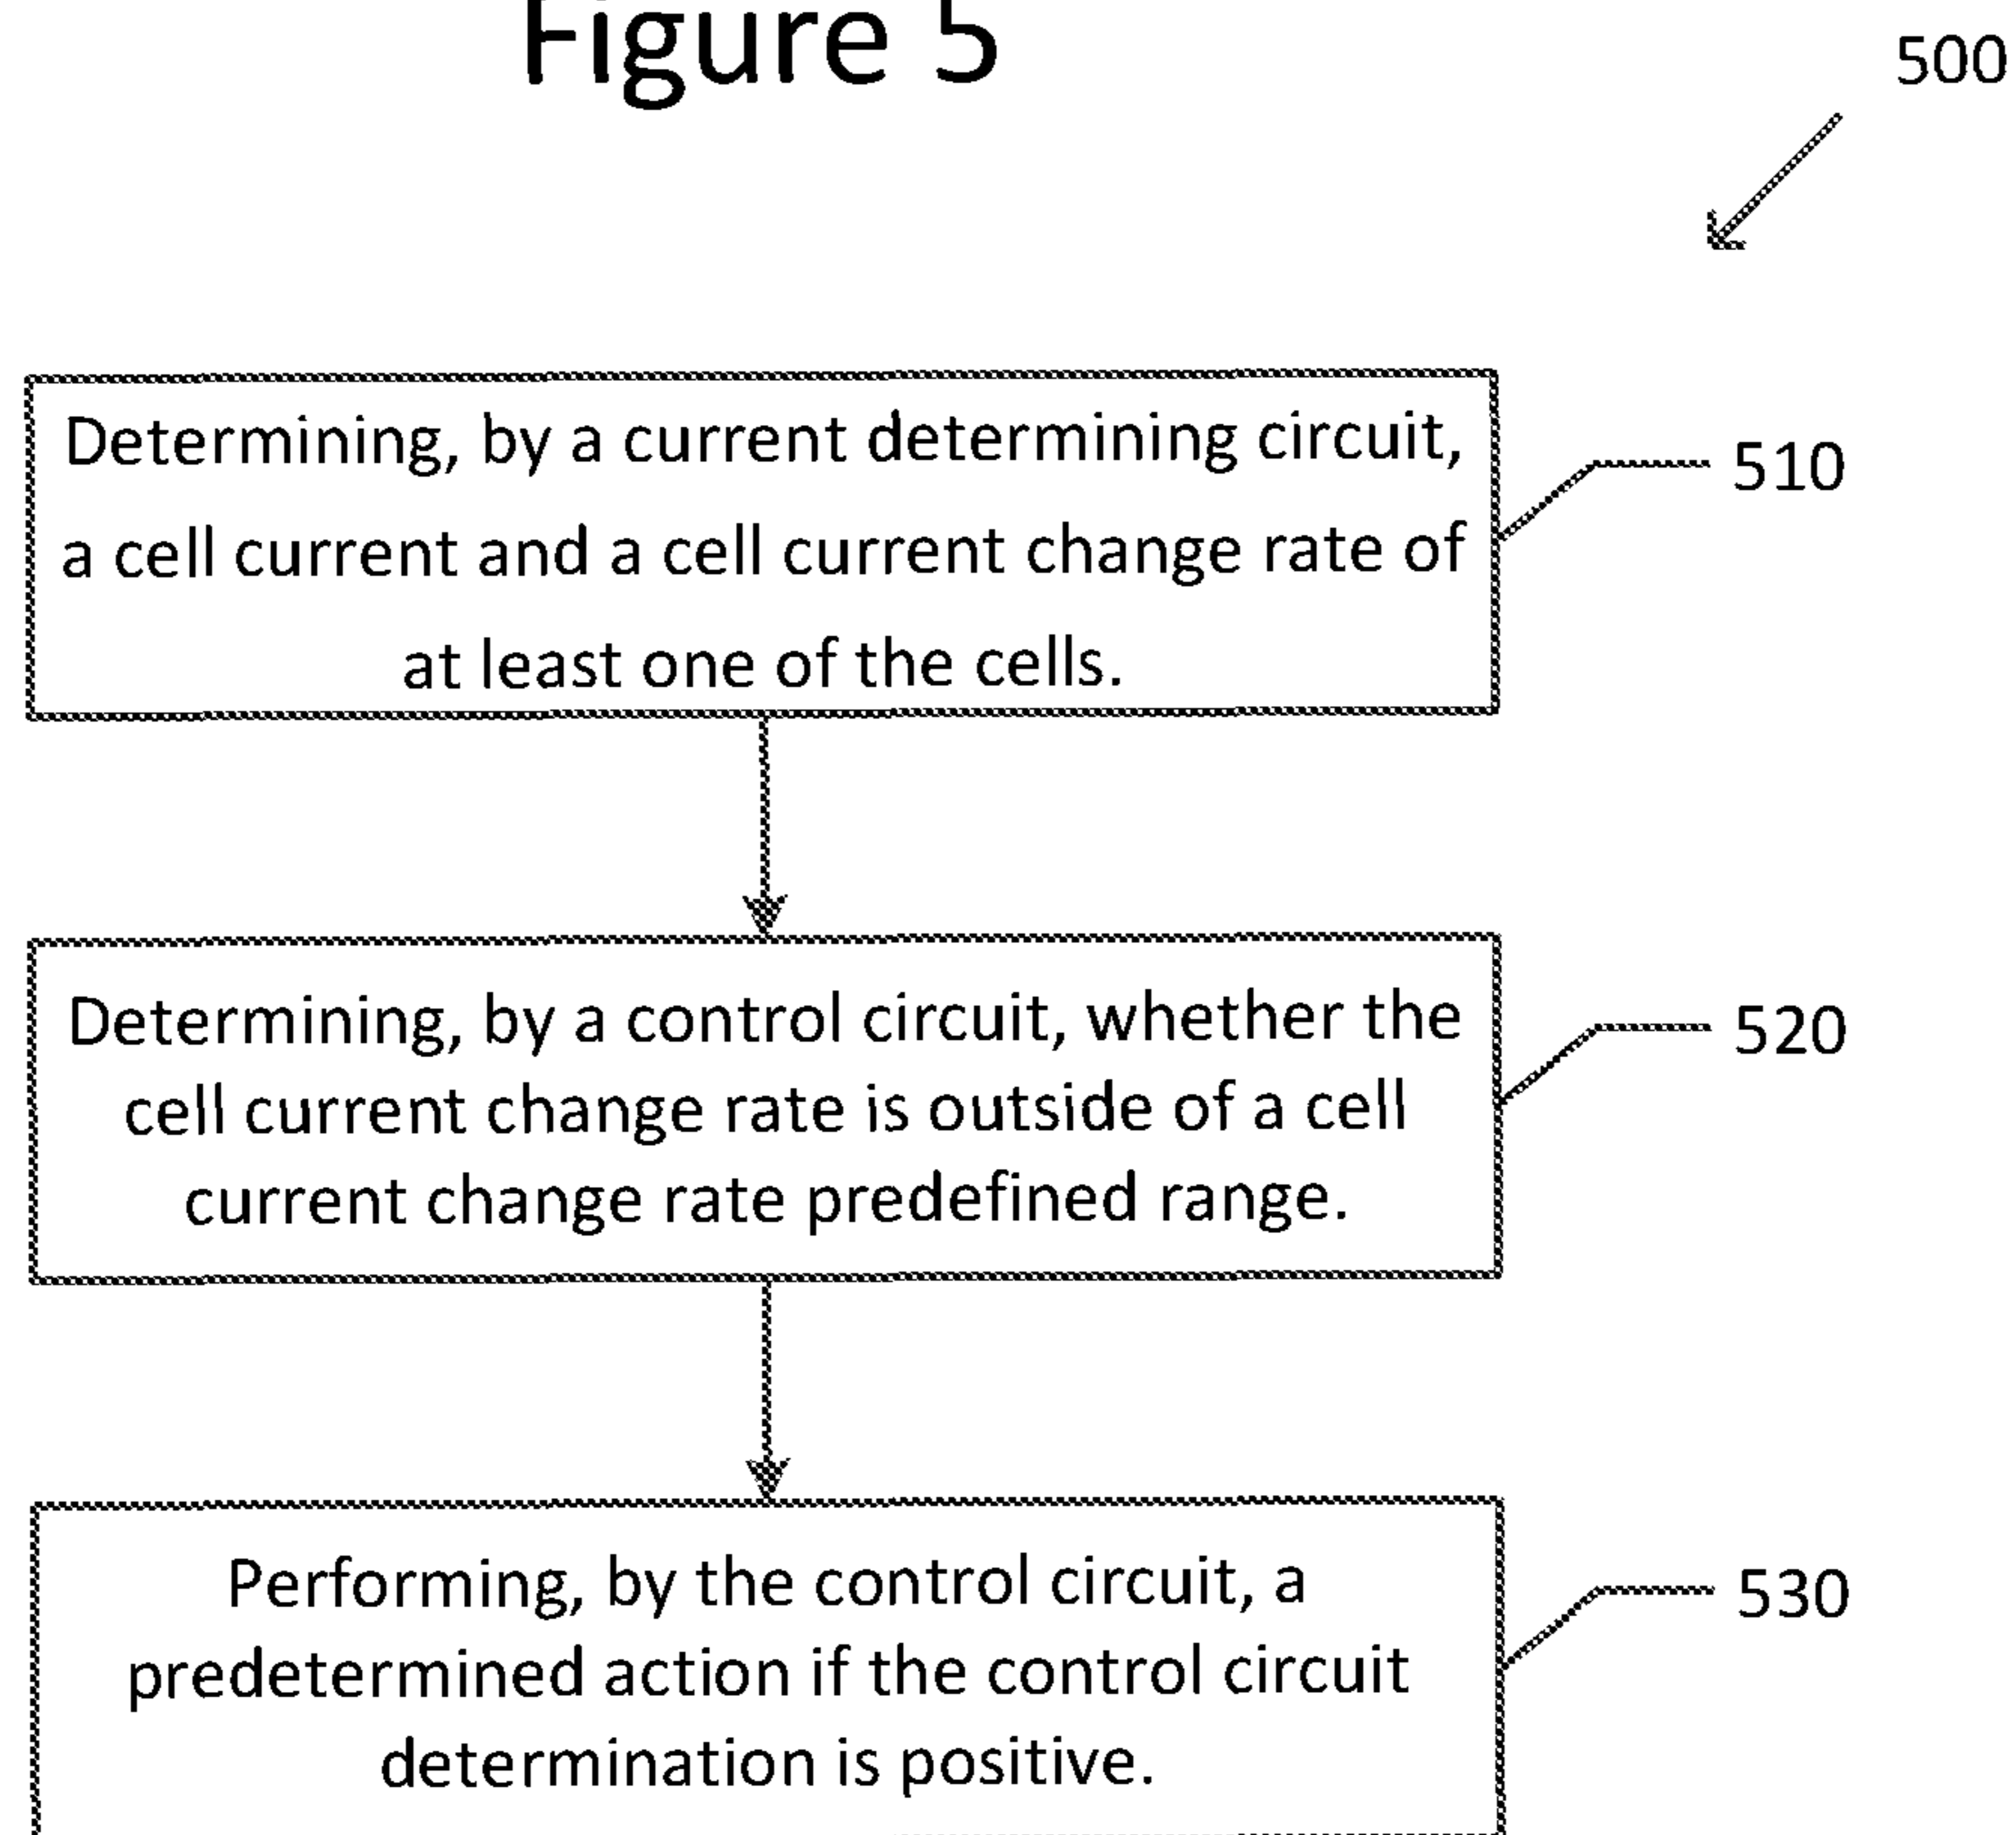 Figure 5
500
Determining, by a current determining circuit,
a cell current and a cell current change rate of
at least one of the cells.
510
Determining, by a control circuit, whether the
cell current change rate is outside of a cell
current change rate predefined range.
520
Performing, by the control circuit, a
predetermined action if the control circuit
determination is positive.
530